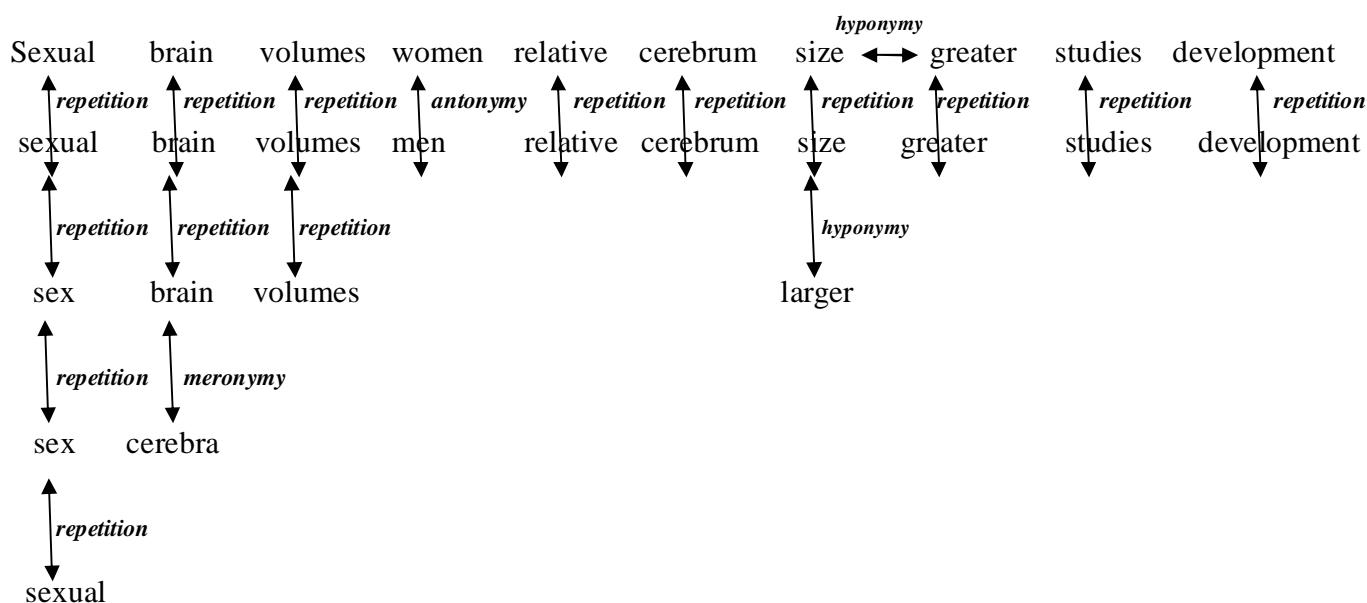 hyponymy
Sexual brain volumes women relative cerebrum size greater studies development
repetition repetition repetition antonymy repetition repetition repetition repetition repetition repetition
sexual brain volumes men relative cerebrum size greater studies development
repetition repetition repetition hyponymy
sex brain volumes larger
repetition meronymy
sex cerebra
repetition
sexual